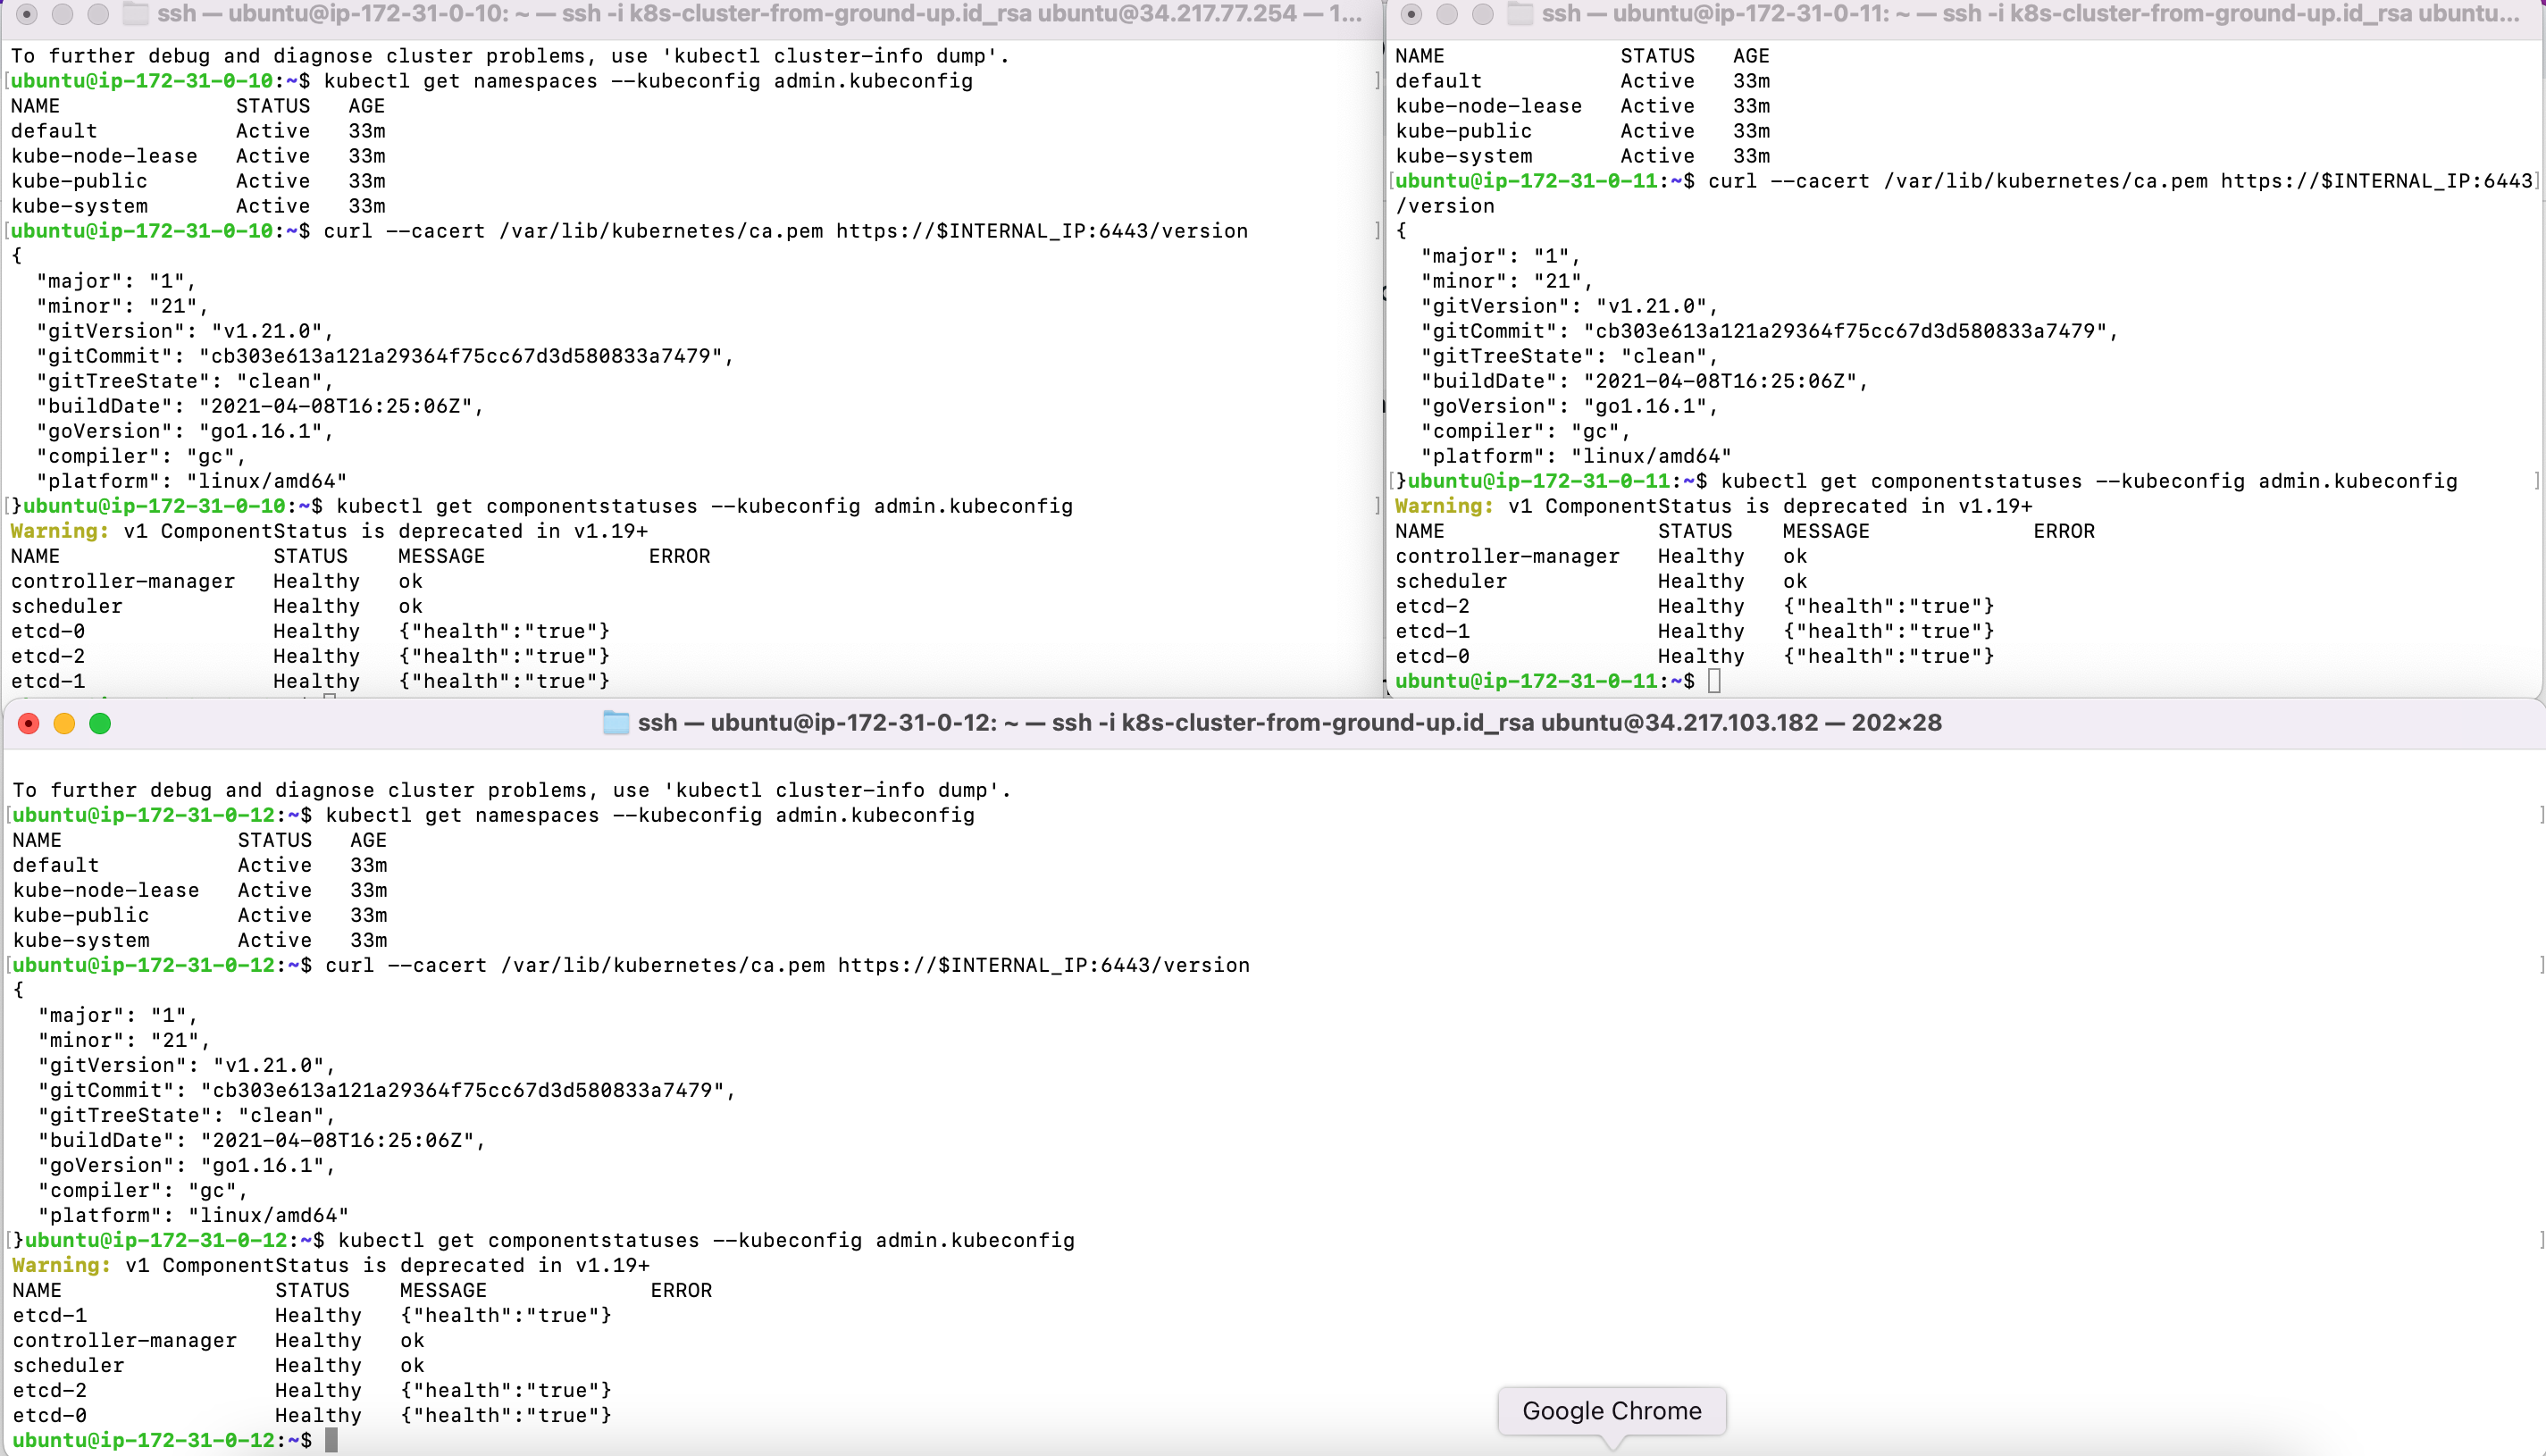 ssh — ubuntu@ip-172-31-0-10: ~ — ssh -i k8s-cluster-from-ground-up.id_rsa ubuntu@34.217.77.254 — 1...
To further debug and diagnose cluster problems, use 'kubectl cluster-info dump'.
[ubuntu@ip-172-31-0-10:~$ kubectl get namespaces --kubeconfig admin.kubeconfig ]
NAME STATUS AGE
default Active 33m
kube-node-lease Active 33m
kube-public Active 33m
kube-system Active 33m
[ubuntu@ip-172-31-0-10:~$ curl --cacert /var/lib/kubernetes/ca.pem https://$INTERNAL_IP:6443/version ]
{
"major": "1",
"minor": "21",
"gitVersion": "v1.21.0",
"gitCommit": "cb303e613a121a29364f75cc67d3d580833a7479",
"gitTreeState": "clean",
"buildDate": "2021-04-08T16:25:06Z",
"goVersion": "go1.16.1",
"compiler": "gc",
"platform": "linux/amd64"
[}ubuntu@ip-172-31-0-10:~$ kubectl get componentstatuses --kubeconfig admin.kubeconfig ]
Warning: v1 ComponentStatus is deprecated in v1.19+
NAME STATUS MESSAGE ERROR
controller-manager Healthy ok
scheduler Healthy ok
etcd-0 Healthy {"health":"true"}
etcd-2 Healthy {"health":"true"}
etcd-1 Healthy {"health":"true"}
ssh — ubuntu@ip-172-31-0-11: ~ — ssh -i k8s-cluster-from-ground-up.id_rsa ubuntu...
NAME STATUS AGE
default Active 33m
kube-node-lease Active 33m
kube-public Active 33m
kube-system Active 33m
[ubuntu@ip-172-31-0-11:~$ curl --cacert /var/lib/kubernetes/ca.pem https://$INTERNAL_IP:6443]
/version
{
"major": "1",
"minor": "21",
"gitVersion": "v1.21.0",
"gitCommit": "cb303e613a121a29364f75cc67d3d580833a7479",
"gitTreeState": "clean",
"buildDate": "2021-04-08T16:25:06Z",
"goVersion": "go1.16.1",
"compiler": "gc",
"platform": "linux/amd64"
[}ubuntu@ip-172-31-0-11:~$ kubectl get componentstatuses --kubeconfig admin.kubeconfig ]
Warning: v1 ComponentStatus is deprecated in v1.19+
NAME STATUS MESSAGE ERROR
controller-manager Healthy ok
scheduler Healthy ok
etcd-2 Healthy {"health":"true"}
etcd-1 Healthy {"health":"true"}
etcd-0 Healthy {"health":"true"}
ubuntu@ip-172-31-0-11:~$
ssh — ubuntu@ip-172-31-0-12: ~ — ssh -i k8s-cluster-from-ground-up.id_rsa ubuntu@34.217.103.182 — 202×28
To further debug and diagnose cluster problems, use 'kubectl cluster-info dump'.
[ubuntu@ip-172-31-0-12:~$ kubectl get namespaces --kubeconfig admin.kubeconfig ]
NAME STATUS AGE
default Active 33m
kube-node-lease Active 33m
kube-public Active 33m
kube-system Active 33m
[ubuntu@ip-172-31-0-12:~$ curl --cacert /var/lib/kubernetes/ca.pem https://$INTERNAL_IP:6443/version ]
{
"major": "1",
"minor": "21",
"gitVersion": "v1.21.0",
"gitCommit": "cb303e613a121a29364f75cc67d3d580833a7479",
"gitTreeState": "clean",
"buildDate": "2021-04-08T16:25:06Z",
"goVersion": "go1.16.1",
"compiler": "gc",
"platform": "linux/amd64"
[}ubuntu@ip-172-31-0-12:~$ kubectl get componentstatuses --kubeconfig admin.kubeconfig ]
Warning: v1 ComponentStatus is deprecated in v1.19+
NAME STATUS MESSAGE ERROR
etcd-1 Healthy {"health":"true"}
controller-manager Healthy ok
scheduler Healthy ok
etcd-2 Healthy {"health":"true"}
etcd-0 Healthy {"health":"true"}
ubuntu@ip-172-31-0-12:~$
Google Chrome